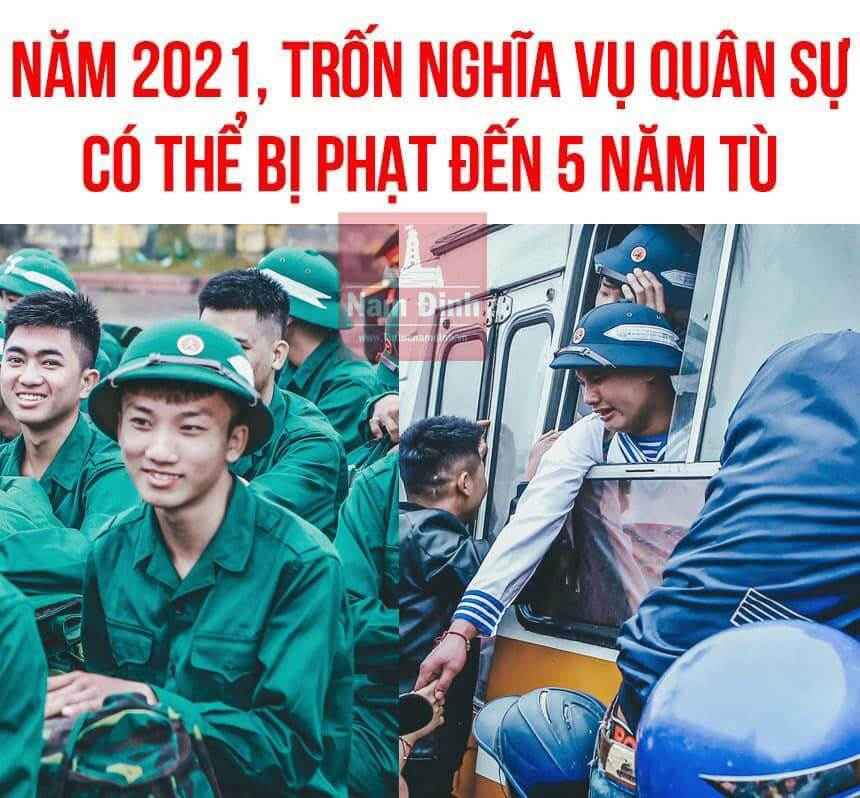 NĂM 2021, TRỐN NGHĨA VỤ QUÂN SỰ
CÓ THỂ BỊ PHẠT ĐẾN 5 NĂM TÙ
Nam Định